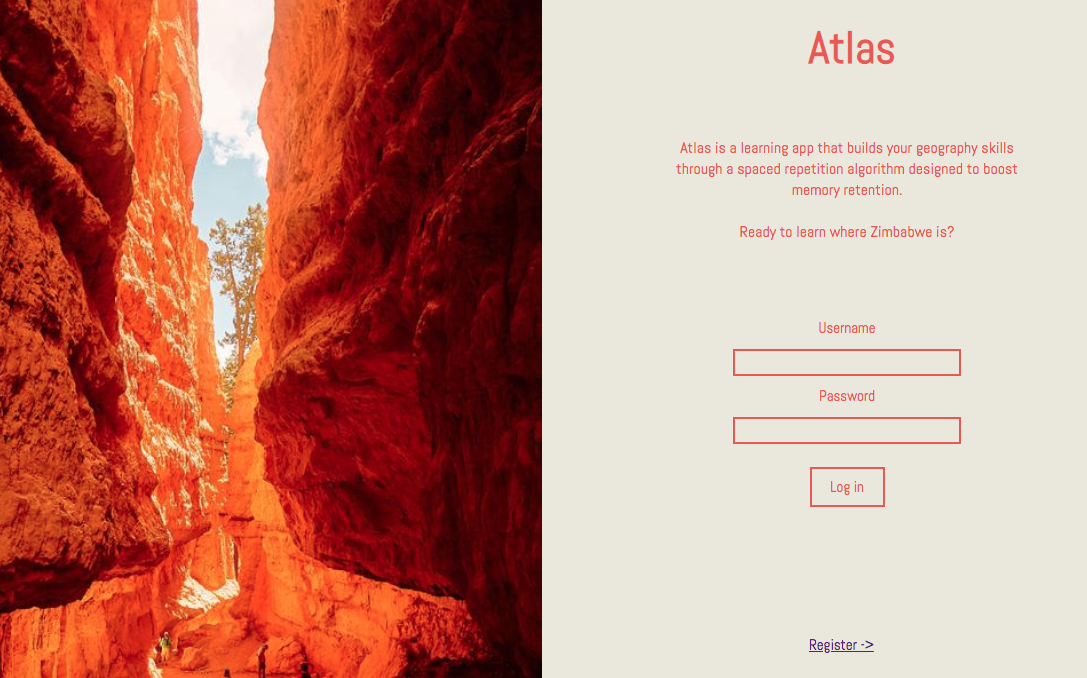 Atlas
Atlas is a learning app that builds your geography skills
through a spaced repetition algorithm designed to boost
memory retention.
Ready to learn where Zimbabwe is?
Username
Password
Log in
Register ->